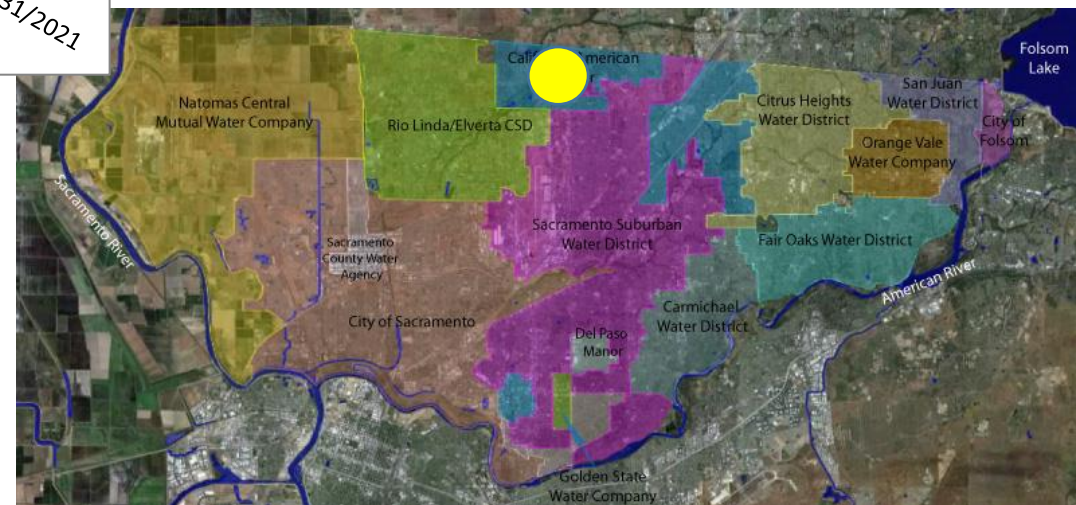 31/2021
Folsom
Lake
San Juan
Water District
City of
Folsom
Citrus Heights
Water District
Orange Vale
Water Company
Natomas Central
Mutual Water Company
Rio Linda/Elverta CSD
Sacramento River
Sacramento
County Water
Agency
Sacramento Suburban
Water District
Fair Oaks Water District
American River
City of Sacramento
Carmichael
Water District
Del Paso
Manor
Golden State
Water Company